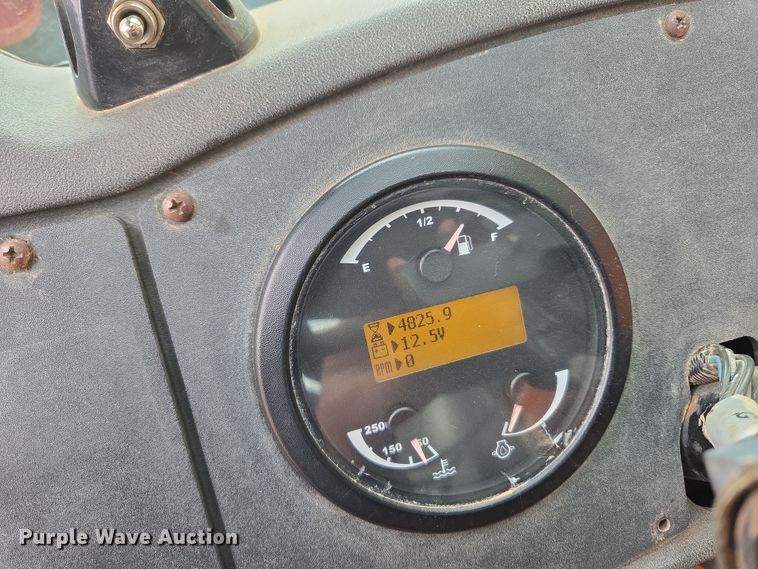 1/2
E F
4825.9
12.5V
RPM 0
250
150
Purple Wave Auction